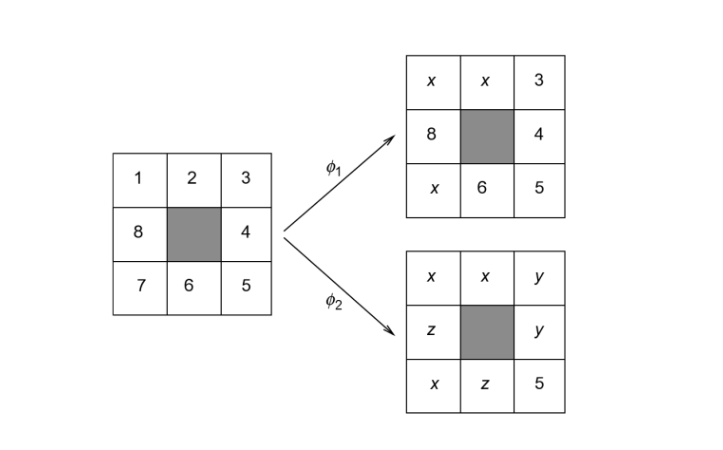 1 2 3
8 4
7 6 5
ϕ1
ϕ2
x x 3
8 4
x 6 5
x x y
z y
x z 5